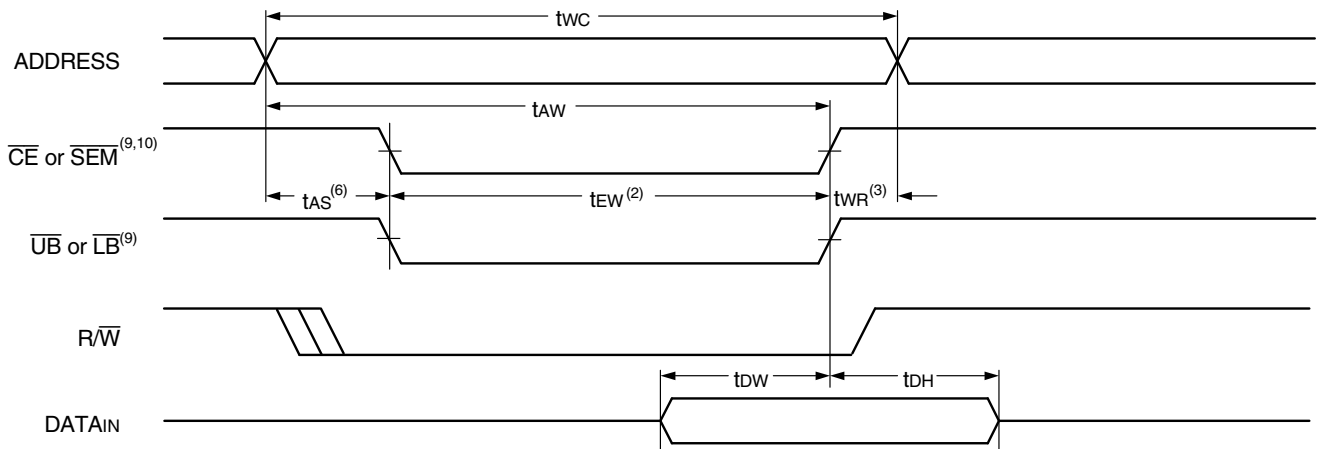 tWC
ADDRESS
tAW
CE or SEM(9,10)
tAS(6) tEW(2) tWR(3)
UB or LB(9)
R/W
tDW tDH
DATAIN